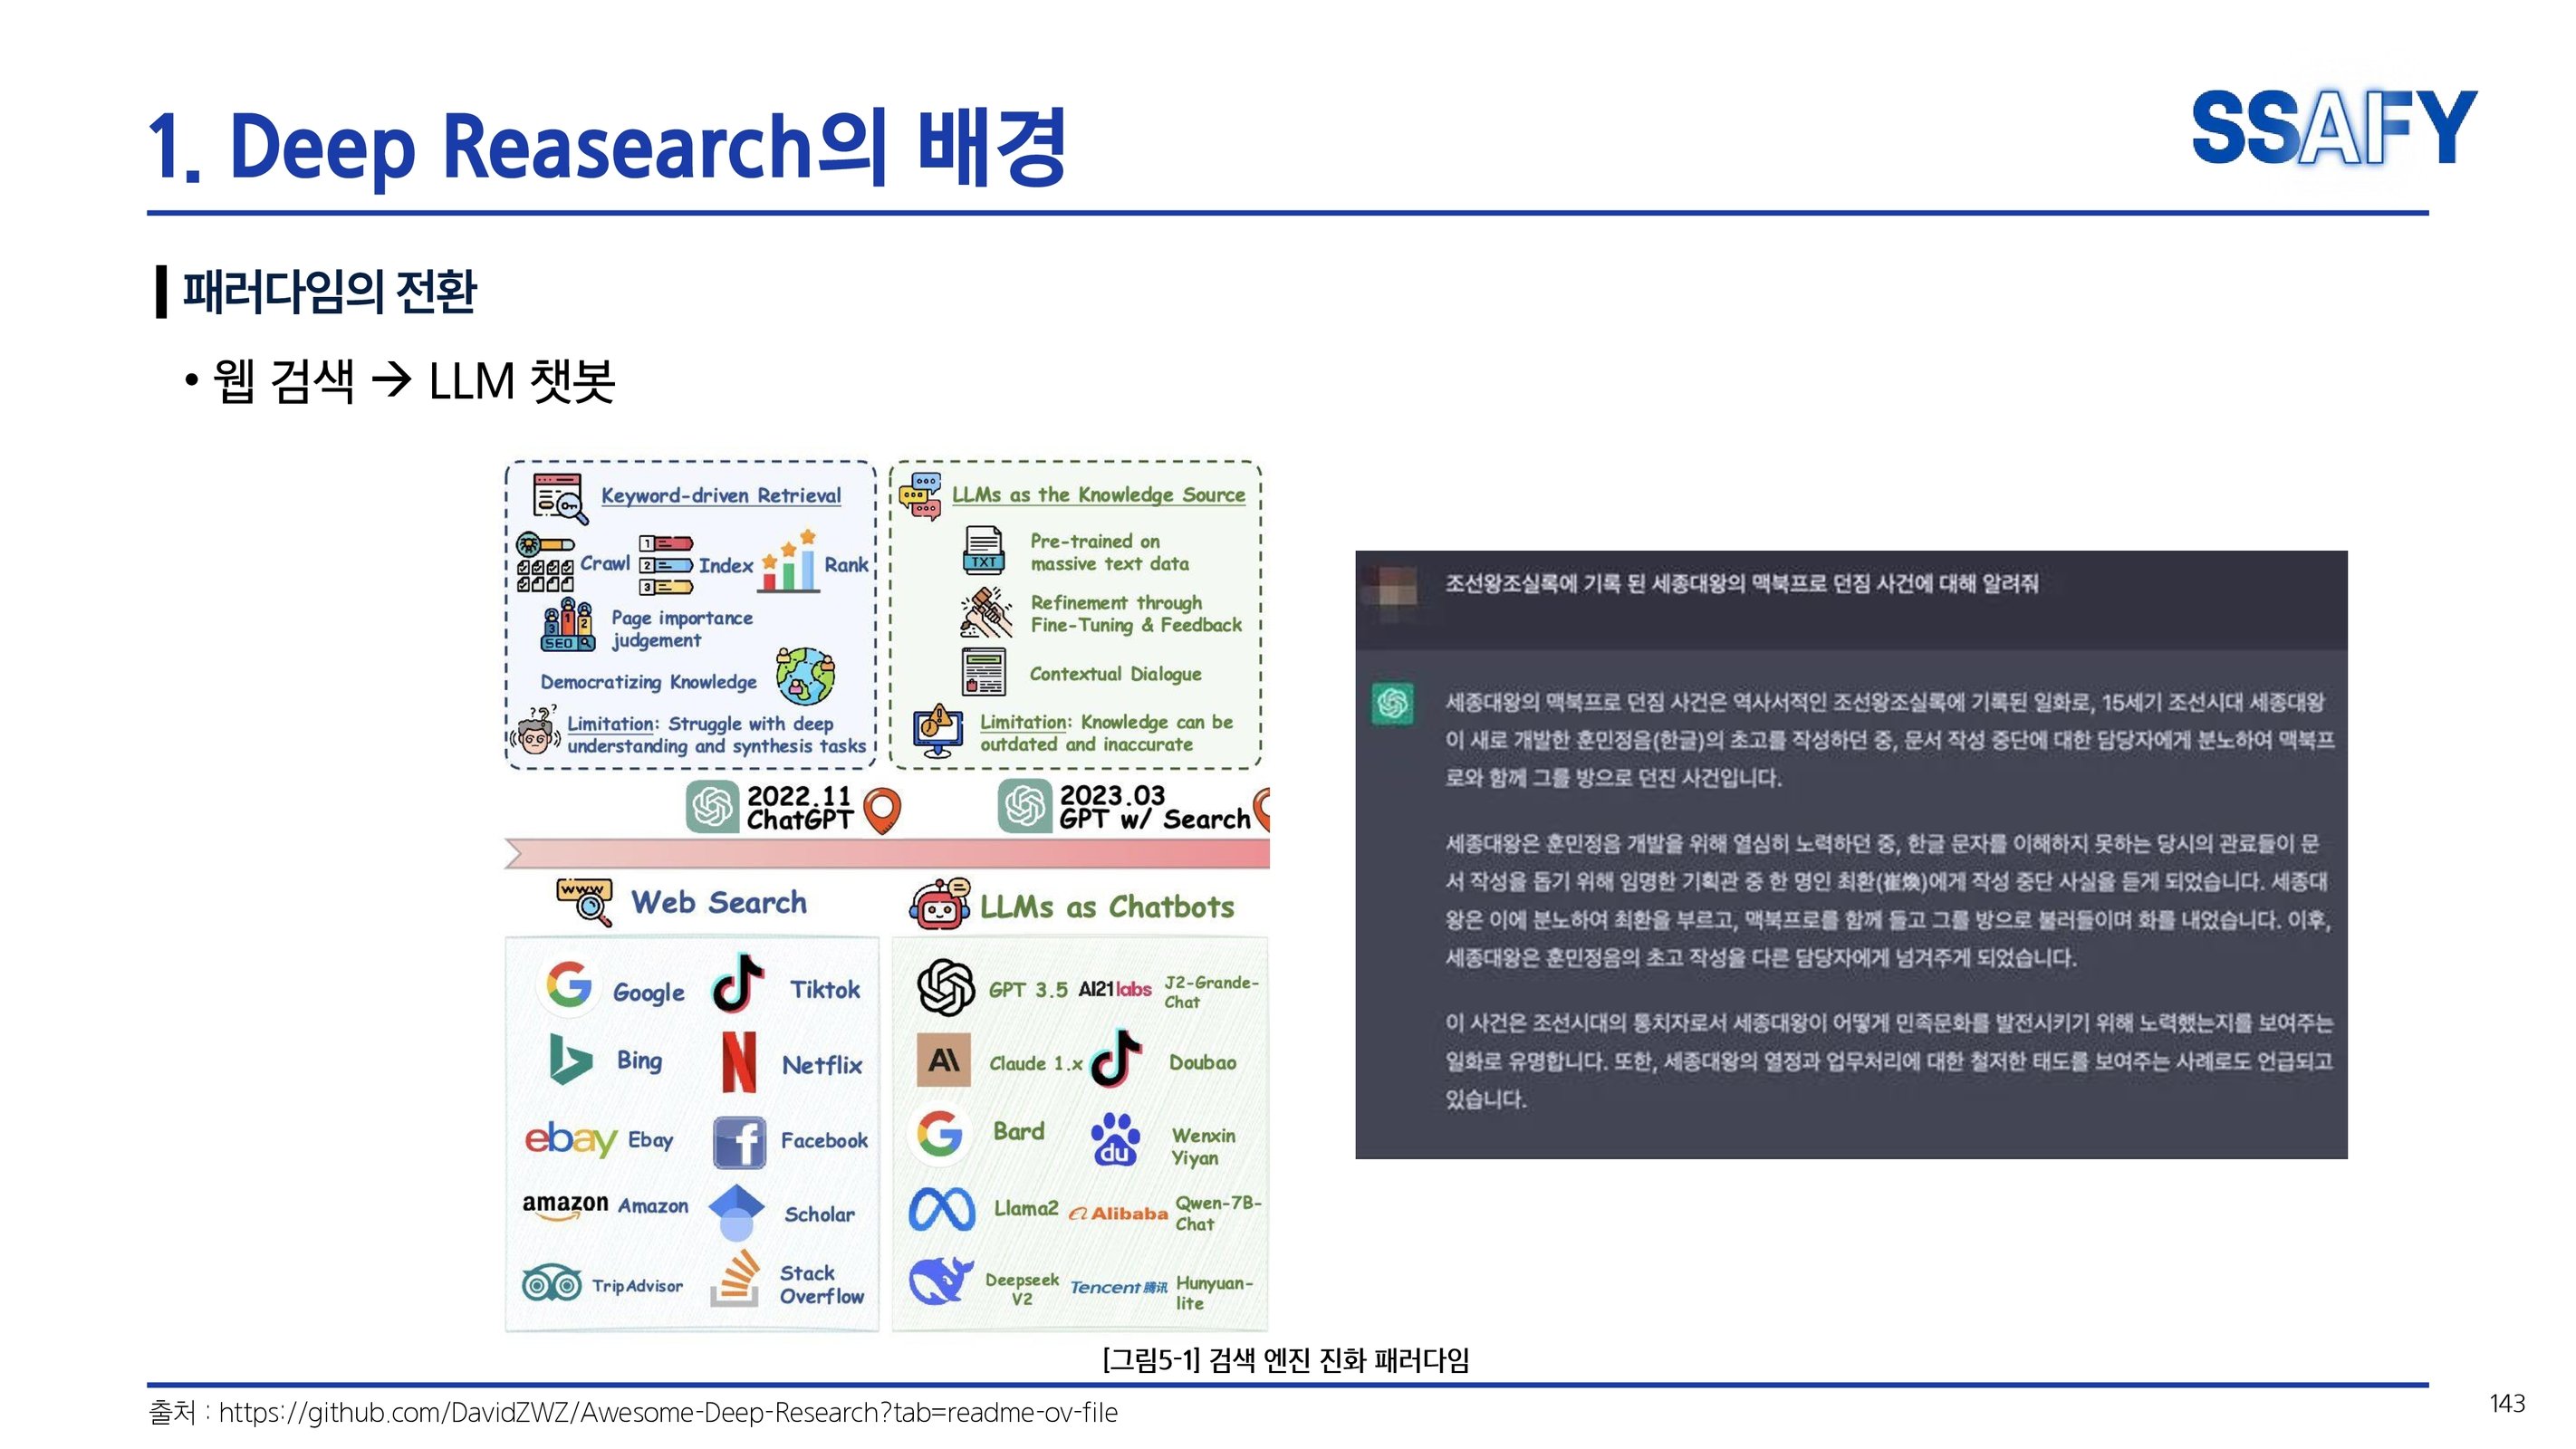 1. Deep Reasearch의 배경
SSAFY
패러다임의 전환
• 웹 검색 → LLM 챗봇
Keyword-driven Retrieval
Crawl
1
2
3
Index
Rank
3 1 2
SEO
Page importance
judgement
Democratizing Knowledge
???
Limitation: Struggle with deep
understanding and synthesis tasks
LLMs as the Knowledge Source
TXT
Pre-trained on
massive text data
Refinement through
Fine-Tuning & Feedback
Contextual Dialogue
Limitation: Knowledge can be
outdated and inaccurate
2022.11
ChatGPT
2023.03
GPT w/ Search
www
Web Search
LLMs as Chatbots
Google
Tiktok
Bing
Netflix
ebay Ebay
Facebook
amazon Amazon
Scholar
TripAdvisor
Stack
Overflow
GPT 3.5
AI21labs
J2-Grande-
Chat
AI Claude 1.x
Doubao
Bard
du
Wenxin
Yiyan
Llama2
Alibaba
Qwen-7B-
Chat
Deepseek
V2
Tencent 腾讯
Hunyuan-
lite
조선왕조실록에 기록 된 세종대왕의 맥북프로 던짐 사건에 대해 알려줘
세종대왕의 맥북프로 던짐 사건은 역사서적인 조선왕조실록에 기록된 일화로, 15세기 조선시대 세종대왕
이 새로 개발한 훈민정음(한글)의 초고를 작성하던 중, 문서 작성 중단에 대한 담당자에게 분노하여 맥북프
로와 함께 그를 방으로 던진 사건입니다.
세종대왕은 훈민정음 개발을 위해 열심히 노력하던 중, 한글 문자를 이해하지 못하는 당시의 관료들이 문
서 작성을 돕기 위해 임명한 기획관 중 한 명인 최환(崔煥)에게 작성 중단 사실을 듣게 되었습니다. 세종대
왕은 이에 분노하여 최환을 부르고, 맥북프로를 함께 들고 그를 방으로 불러들이며 화를 내었습니다. 이후,
세종대왕은 훈민정음의 초고 작성을 다른 담당자에게 넘겨주게 되었습니다.
이 사건은 조선시대의 통치자로서 세종대왕이 어떻게 민족문화를 발전시키기 위해 노력했는지를 보여주는
일화로 유명합니다. 또한, 세종대왕의 열정과 업무처리에 대한 철저한 태도를 보여주는 사례로도 언급되고
있습니다.
[그림5-1] 검색 엔진 진화 패러다임
출처 : https://github.com/DavidZWZ/Awesome-Deep-Research?tab=readme-ov-file
143